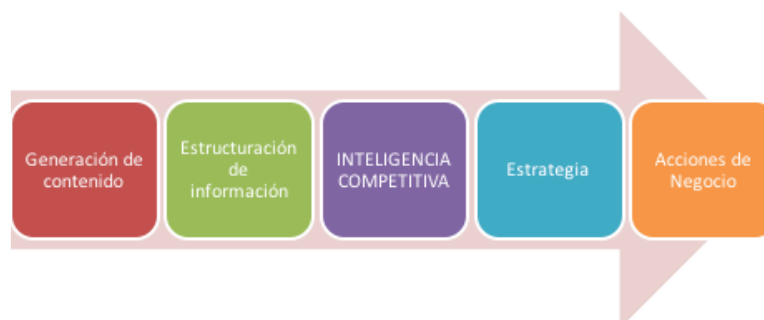 Generación de
contenido
Estructuración
de
información
INTELIGENCIA
COMPETITIVA
Estrategia
Acciones de
Negocio